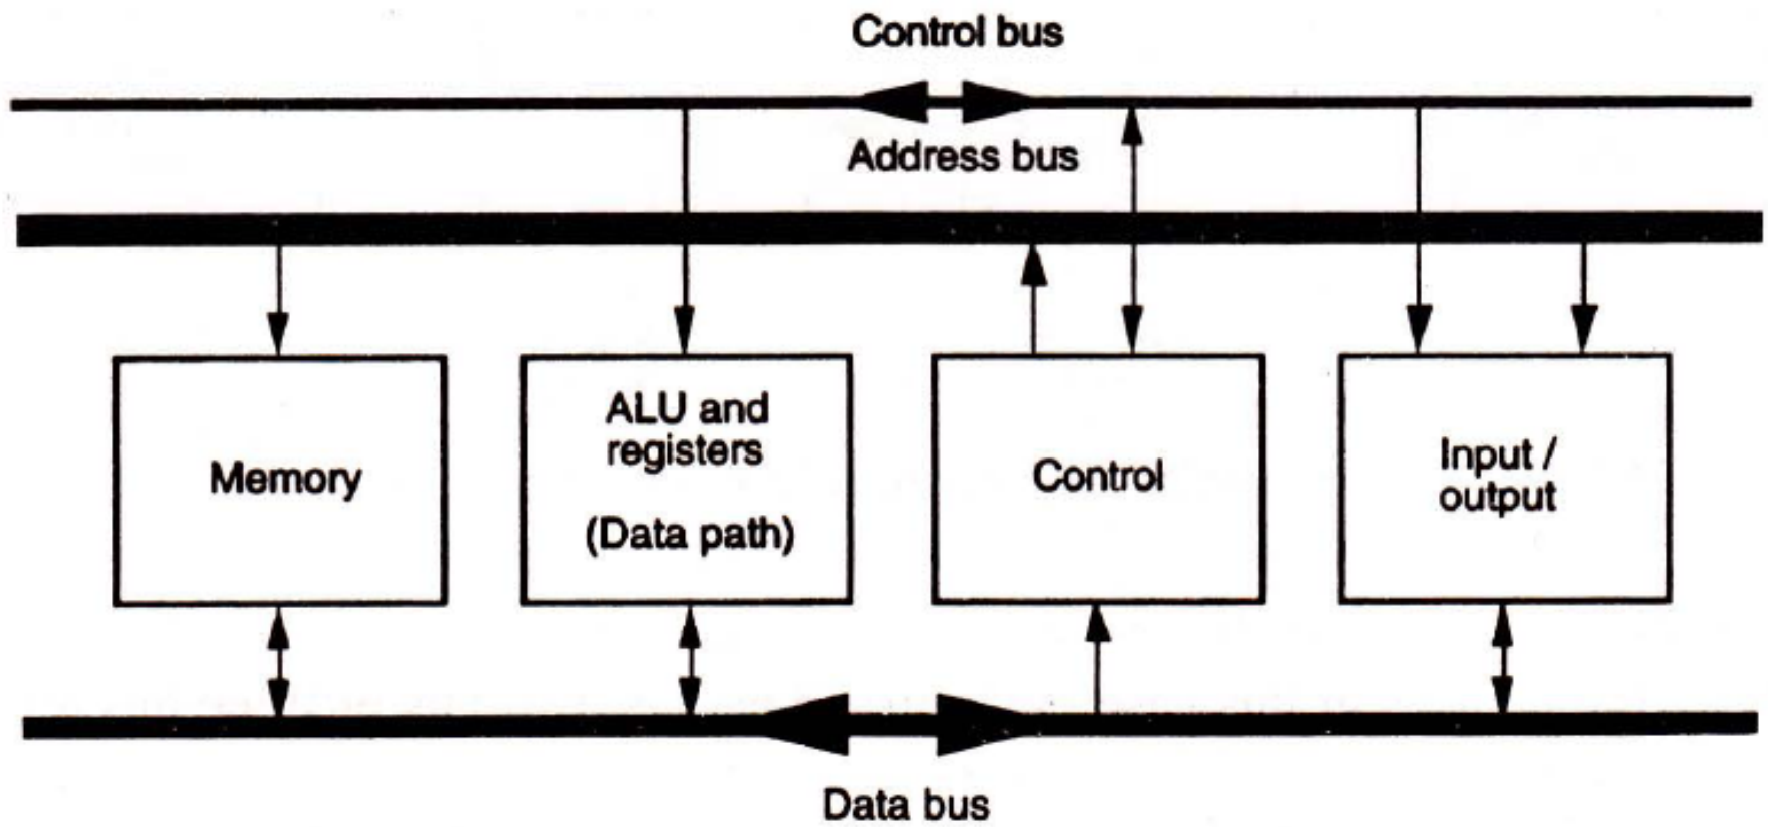 Control bus
Address bus
Memory
ALU and
registers
(Data path)
Control
Input /
output
Data bus